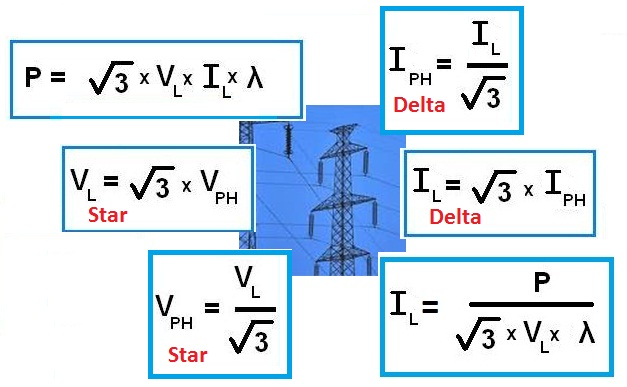 P = √3 × V_L × I_L × λ
I_PH = I_L / √3
Delta
V_L = √3 × V_PH
Star
I_L = √3 × I_PH
Delta
V_PH = V_L / √3
Star
I_L = P / √3 × V_L × λ